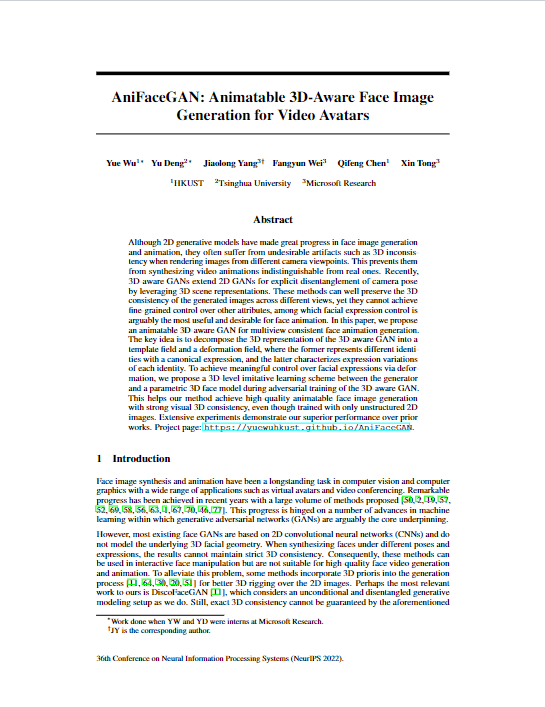 AniFaceGAN: Animatable 3D-Aware Face Image
Generation for Video Avatars
Yue Wu1* Yu Deng2* Jiaolong Yang3† Fangyun Wei3 Qifeng Chen1 Xin Tong3
1HKUST 2Tsinghua University 3Microsoft Research
Abstract
Although 2D generative models have made great progress in face image generation
and animation, they often suffer from undesirable artifacts such as 3D inconsis
tency when rendering images from different camera viewpoints. This prevents them
from synthesizing video animations indistinguishable from real ones. Recently,
3D aware GANs extend 2D GANs for explicit disentanglement of camera pose
by leveraging 3D scene representations. These methods can well preserve the 3D
consistency of the generated images across different views, yet they cannot achieve
fine grained control over other attributes, among which facial expression control is
arguably the most useful and desirable for face animation. In this paper, we propose
an animatable 3D aware GAN for multiview consistent face animation generation.
The key idea is to decompose the 3D representation of the 3D aware GAN into a
template field and a deformation field, where the former represents different identi
ties with a canonical expression, and the latter characterizes expression variations
of each identity. To achieve meaningful control over facial expressions via defor
mation, we propose a 3D level imitative learning scheme between the generator
and a parametric 3D face model during adversarial training of the 3D aware GAN.
This helps our method achieve high quality animatable face image generation
with strong visual 3D consistency, even though trained with only unstructured 2D
images. Extensive experiments demonstrate our superior performance over prior
works. Project page: https://yuewuhkust.github.io/AniFaceGAN.
1 Introduction
Face image synthesis and animation have been a longstanding task in computer vision and computer
graphics with a wide range of applications such as virtual avatars and video conferencing. Remarkable
progress has been achieved in recent years with a large volume of methods proposed [50, 2, 19, 57,
52, 69, 58, 56, 63, 1, 67, 70, 46, 77]. This progress is hinged on a number of advances in machine
learning within which generative adversarial networks (GANs) are arguably the core underpinning.
However, most existing face GANs are based on 2D convolutional neural networks (CNNs) and do
not model the underlying 3D facial geometry. When synthesizing faces under different poses and
expressions, the results cannot maintain strict 3D consistency. Consequently, these methods can
be used in interactive face manipulation but are not suitable for high quality face video generation
and animation. To alleviate this problem, some methods incorporate 3D priors into the generation
process [11, 64, 30, 20, 51] for better 3D rigging over the 2D images. Perhaps the most relevant
work to ours is DiscoFaceGAN [11], which considers an unconditional and disentangled generative
modeling setup as we do. Still, exact 3D consistency cannot be guaranteed by the aforementioned
*Work done when YW and YD were interns at Microsoft Research.
†JY is the corresponding author.
36th Conference on Neural Information Processing Systems (NeurIPS 2022).